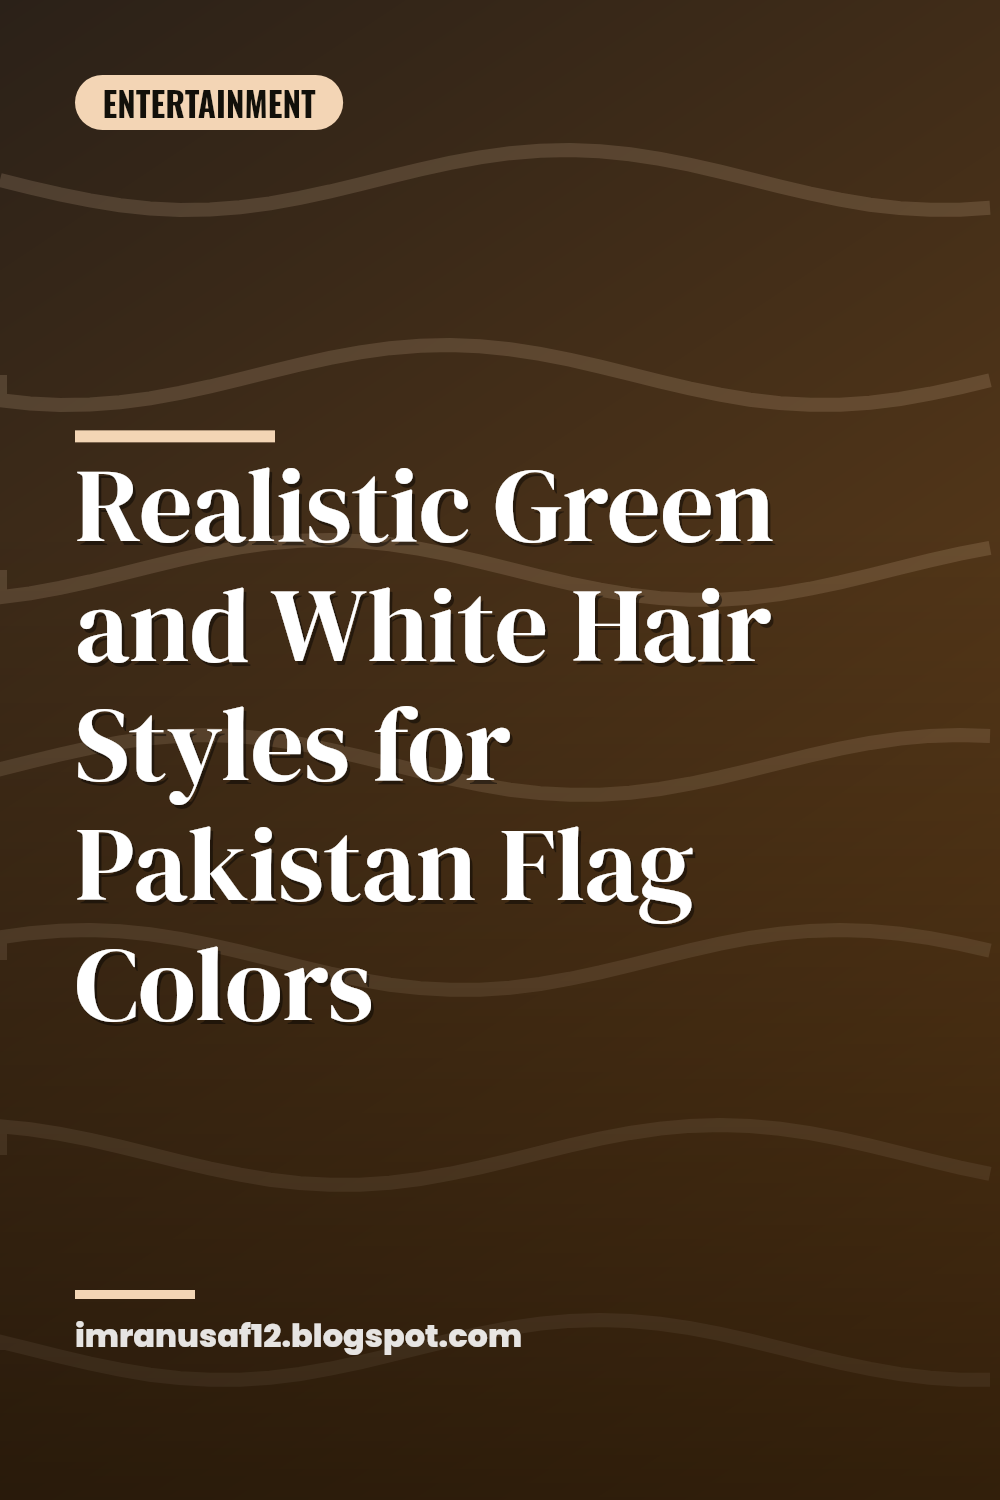 ENTERTAINMENT
Realistic Green
and White Hair
Styles for
Pakistan Flag
Colors
imranusaf12.blogspot.com